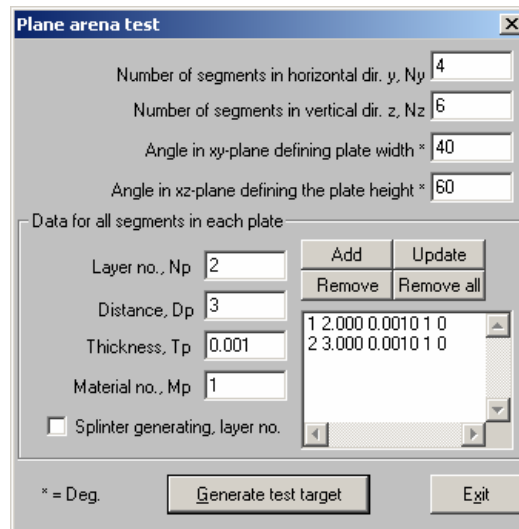 Plane arena test
Number of segments in horizontal dir. y, Ny 4
Number of segments in vertical dir. z, Nz 6
Angle in xy-plane defining plate width * 40
Angle in xz-plane defining the plate height * 60
Data for all segments in each plate
Layer no., Np 2
Distance, Dp 3
Thickness, Tp 0.001
Material no., Mp 1
Splinter generating, layer no.
Add Update
Remove Remove all
1 2.000 0.0010 1 0
2 3.000 0.0010 1 0
* = Deg. Generate test target Exit